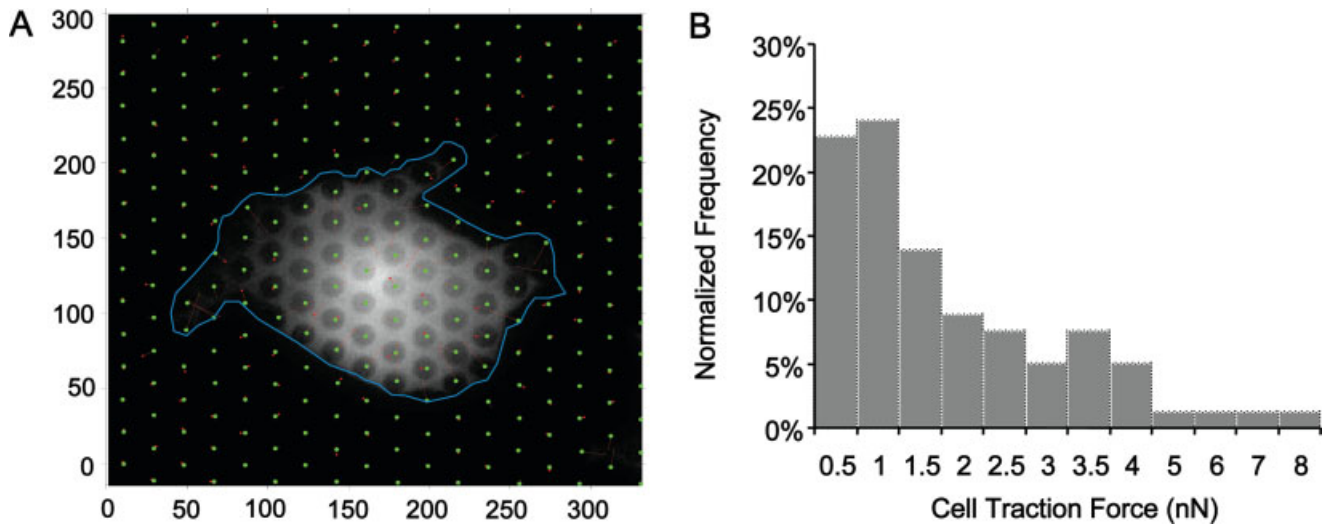 A
300
250
200
150
100
50
0
0 50 100 150 200 250 300
B
30%
25%
20%
15%
10%
5%
0%
Normalized Frequency
0.5 1 1.5 2 2.5 3 3.5 4 5 6 7 8
Cell Traction Force (nN)